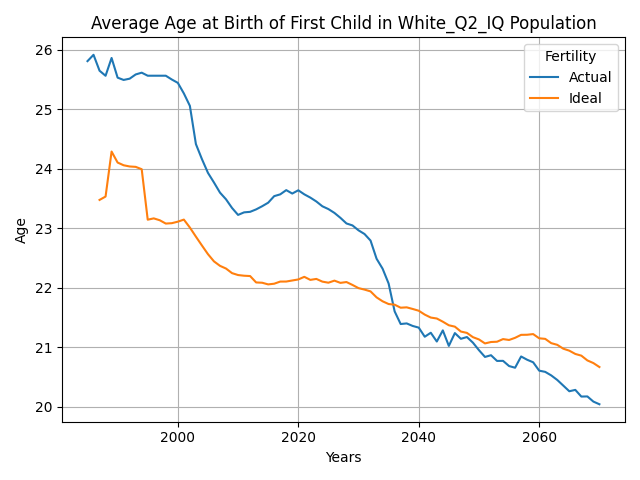 Average Age at Birth of First Child in White_Q2_IQ Population
Fertility
Actual
Ideal
Age
26
25
24
23
22
21
20
2000
2020
2040
2060
Years